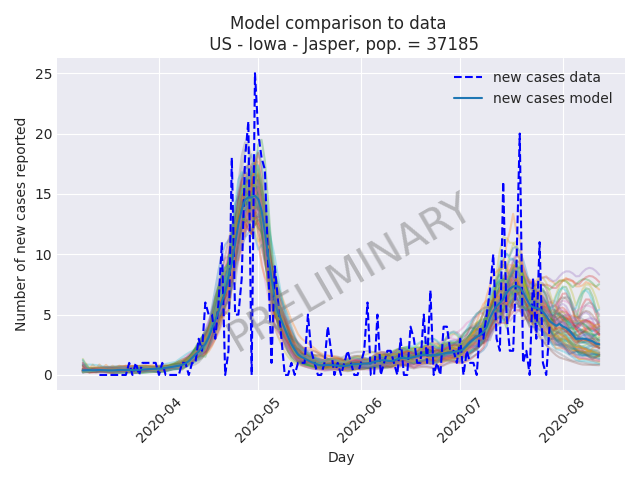 Model comparison to data
US - Iowa - Jasper, pop. = 37185
new cases data
new cases model
Number of new cases reported
25
20
15
10
5
0
PRELIMINARY
2020-04
2020-05
2020-06
2020-07
2020-08
Day